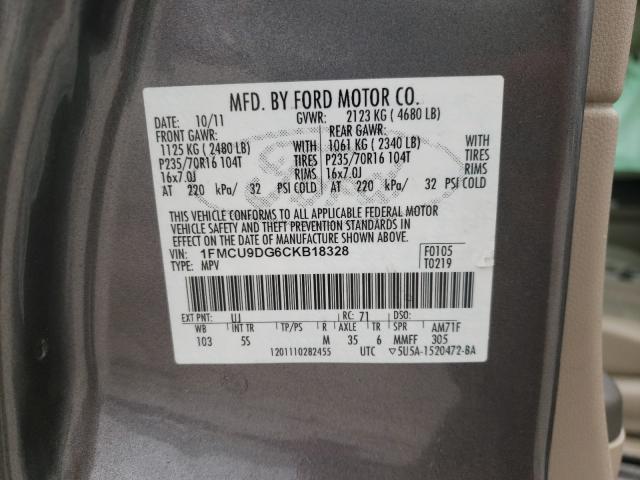 MFD. BY FORD MOTOR CO.
DATE: 10/11 GVWR: 2123 KG ( 4680 LB)
FRONT GAWR: REAR GAWR:
1125 KG ( 2480 LB) WITH 1061 KG ( 2340 LB) WITH
P235/70R16 104T TIRES P235/70R16 104T TIRES
16x7.0J RIMS 16x7.0J RIMS
AT 220 kPa/ 32 PSI COLD AT 220 kPa/ 32 PSI COLD
Ford
THIS VEHICLE CONFORMS TO ALL APPLICABLE FEDERAL MOTOR
VEHICLE SAFETY AND THEFT PREVENTION STANDARDS IN
EFFECT ON THE DATE OF MANUFACTURE SHOWN ABOVE.
VIN: 1FMCU9DG6CKB18328 F0105
TYPE: MPV T0219
EXT PNT: UJ RC: 71 DSO:
WB INT TR TP/PS R AXLE TR SPR AM71F
103 5S M 35 6 MMFF 305
1201110282455 UTC ▽5U5A-1520472-BA